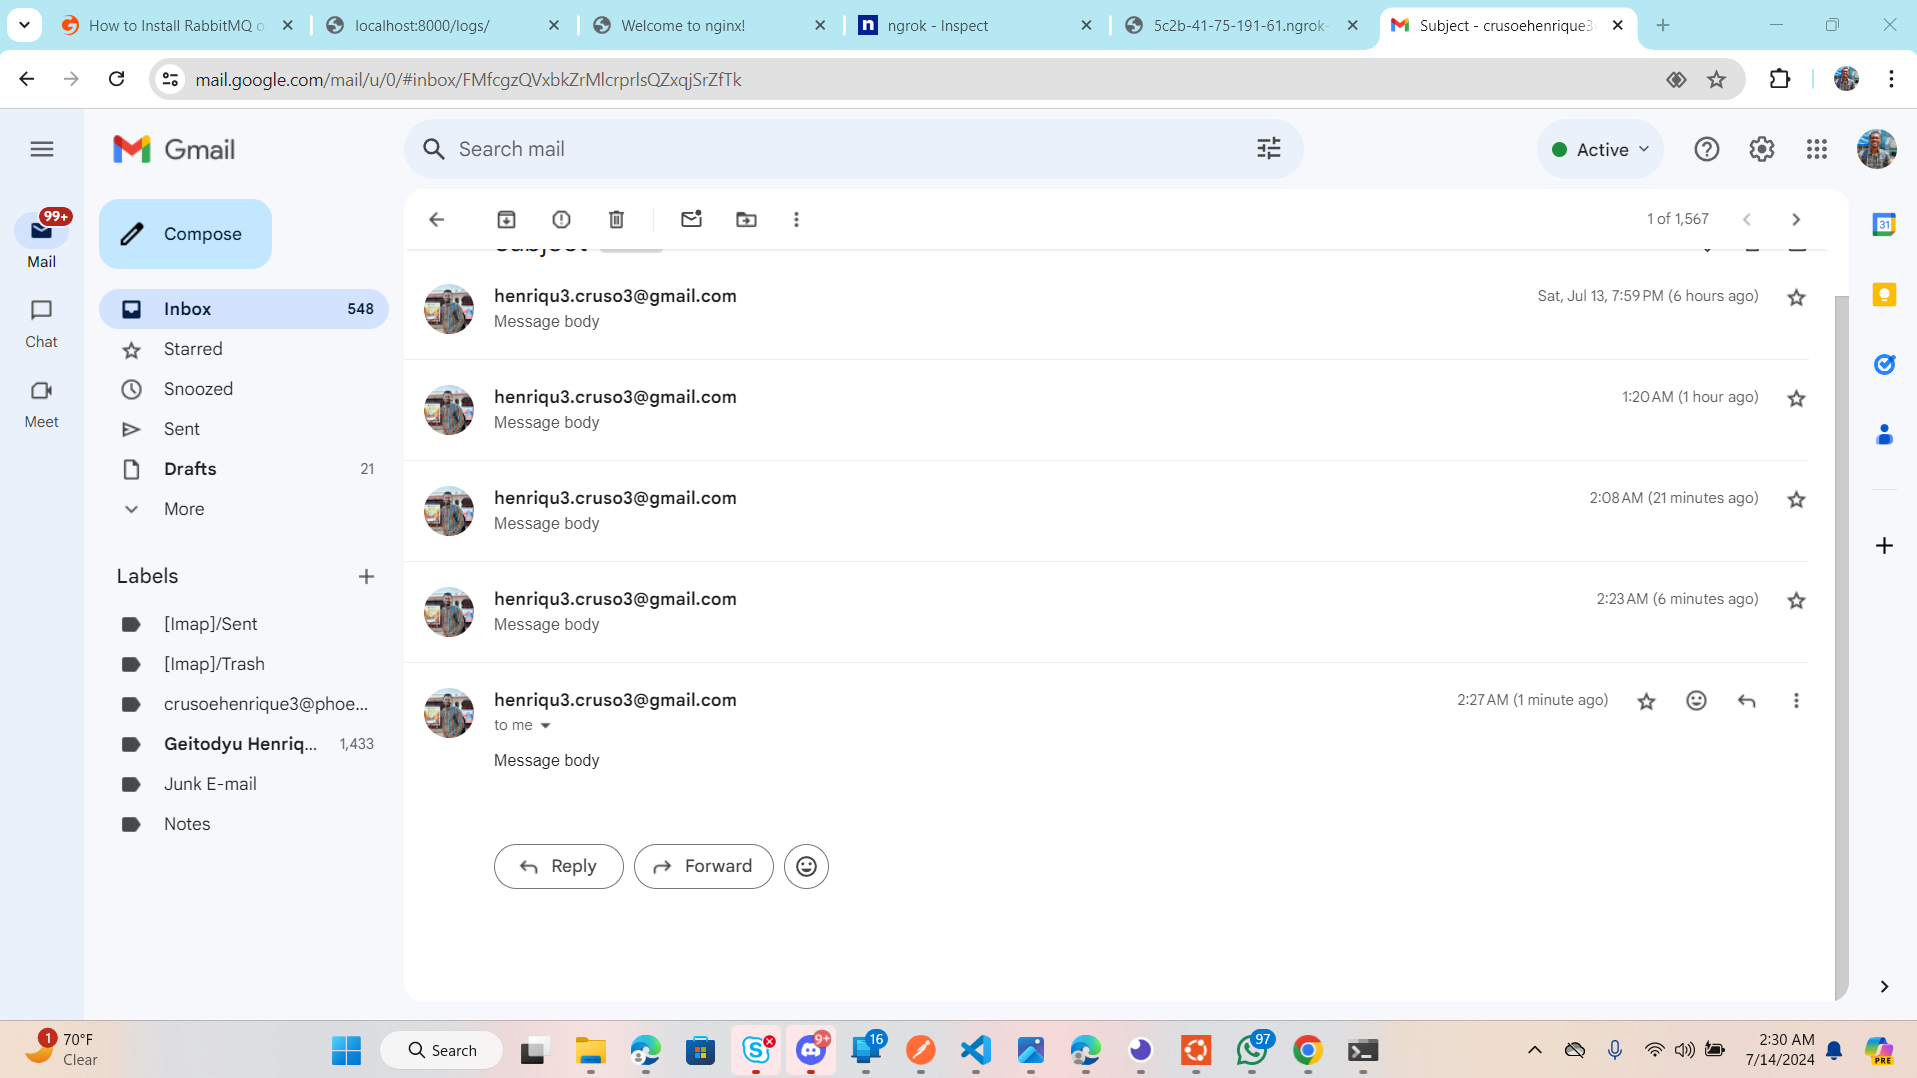 How to Install RabbitMQ o
localhost:8000/logs/
Welcome to nginx!
n
ngrok - Inspect
5c2b-41-75-191-61.ngrok-
Subject - crusoehenrique3
mail.google.com/mail/u/0/#inbox/FMfcgzQVxbkZrMlcrprlsQZxqjSrZfTk
Gmail
Search mail
Active
99+
Mail
Chat
Meet
Compose
Inbox 548
Starred
Snoozed
Sent
Drafts 21
More
Labels
[Imap]/Sent
[Imap]/Trash
crusoehenrique3@phoe...
Geitodyu Henriq... 1,433
Junk E-mail
Notes
1 of 1,567
Subject
henriqu3.cruso3@gmail.com Sat, Jul 13, 7:59 PM (6 hours ago)
Message body
henriqu3.cruso3@gmail.com 1:20 AM (1 hour ago)
Message body
henriqu3.cruso3@gmail.com 2:08 AM (21 minutes ago)
Message body
henriqu3.cruso3@gmail.com 2:23 AM (6 minutes ago)
Message body
henriqu3.cruso3@gmail.com 2:27 AM (1 minute ago)
to me
Message body
Reply
Forward
31
1
70°F
Clear
Search
9+
16
97
2:30 AM
7/14/2024
PRE